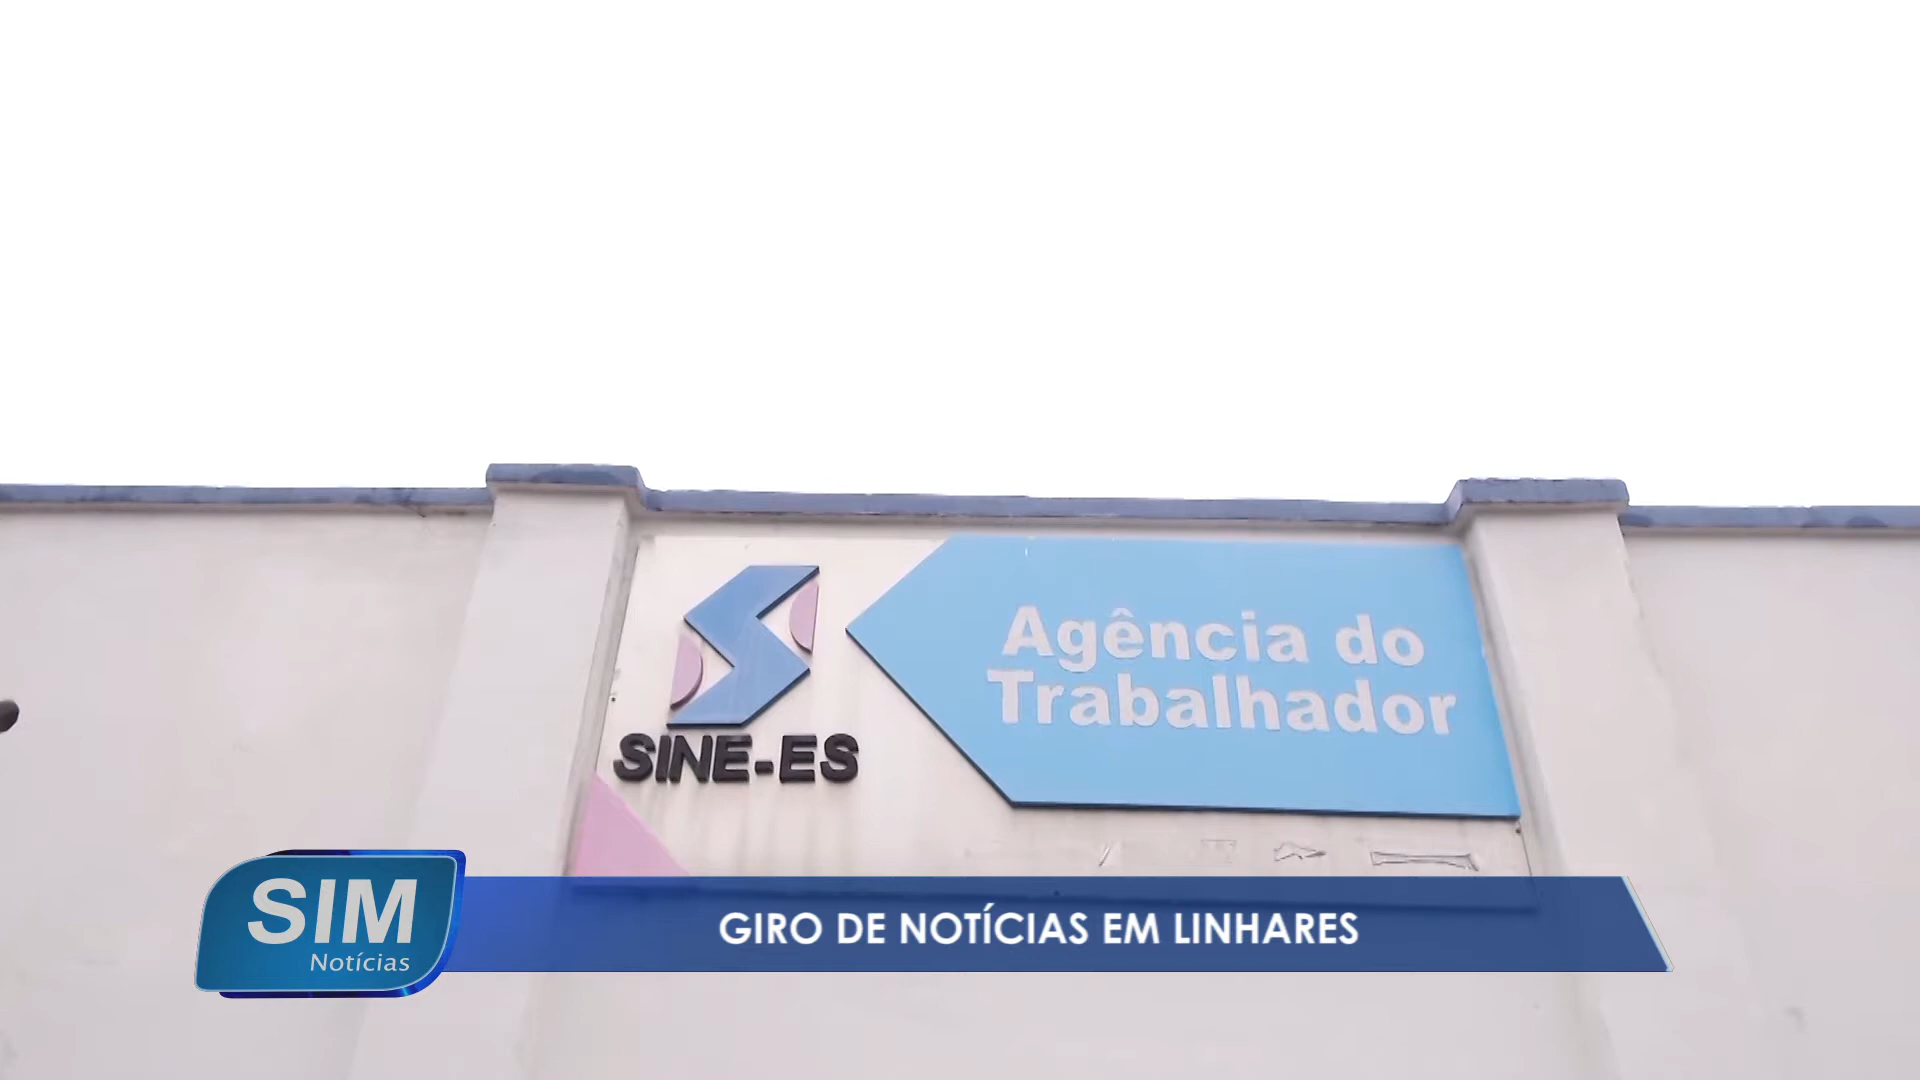 Agência do
Trabalhador
SINE-ES
SIM
Notícias
GIRO DE NOTÍCIAS EM LINHARES